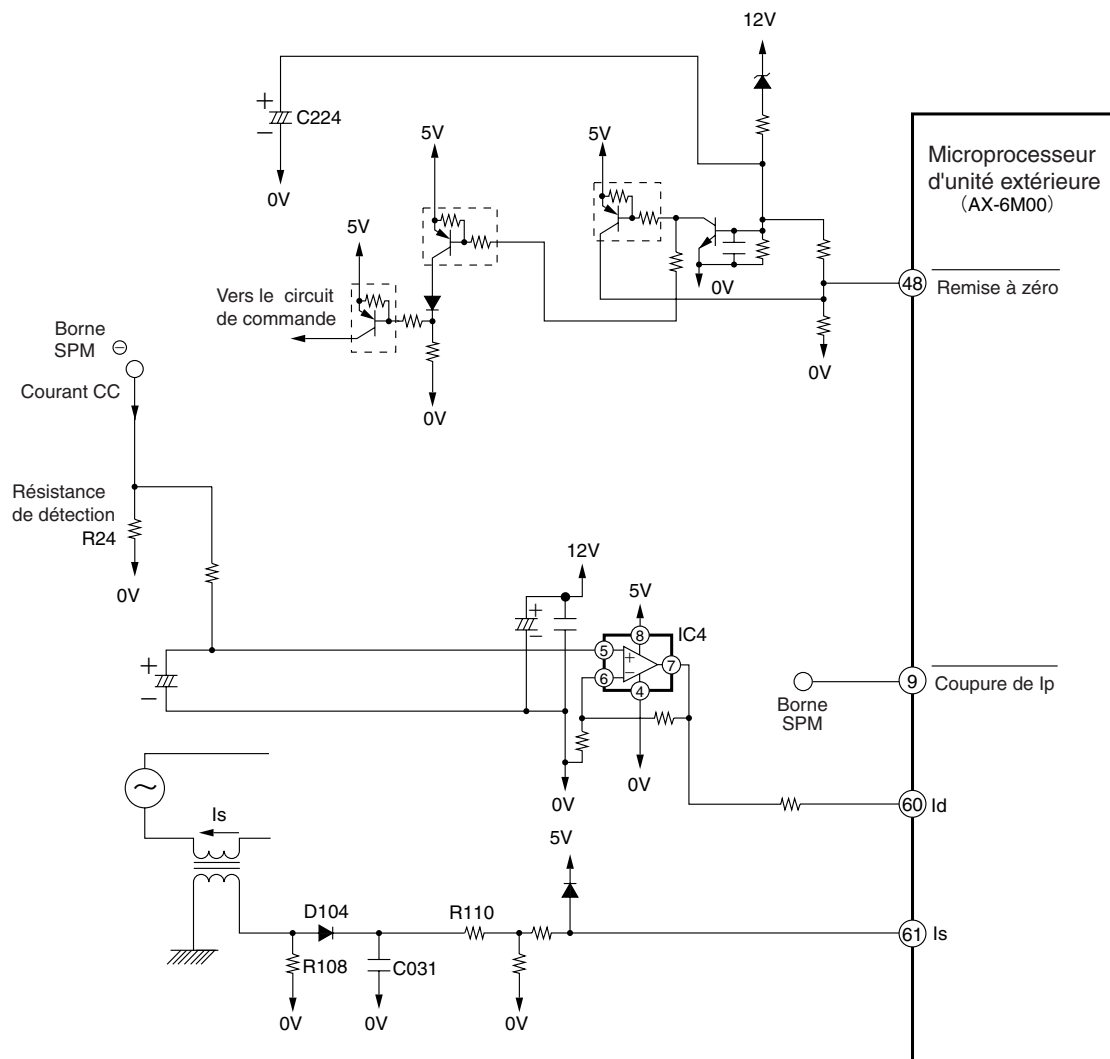 12V
+
−
C224
0V
5V
5V
5V
Vers le circuit
de commande
0V
0V
0V
Microprocesseur
d'unité extérieure
(AX-6M00)
48
Remise à zéro
Borne
SPM
⊖
Courant CC
Résistance
de détection
R24
0V
12V
+
−
5V
IC4
8
5
+
7
6
−
4
+
−
0V
0V
9
Coupure de Ip
Borne
SPM
60
Id
~
Is
5V
D104
R110
61
Is
R108
C031
0V
0V
0V